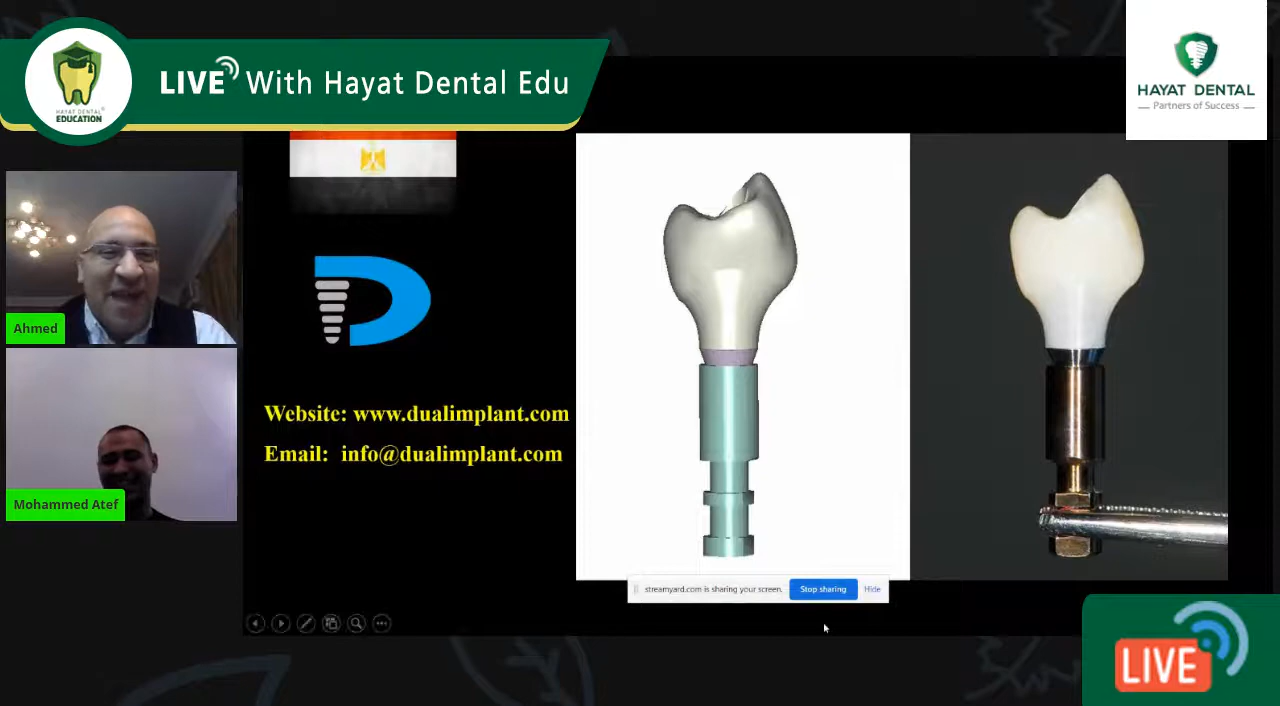 LIVE With Hayat Dental Edu
HAYAT DENTAL
EDUCATION
HAYAT DENTAL
Partners of Success
Ahmed
Mohammed Atef
Website: www.dualimplant.com
Email: info@dualimplant.com
streamyard.com is sharing your screen.
Stop sharing
Hide
LIVE